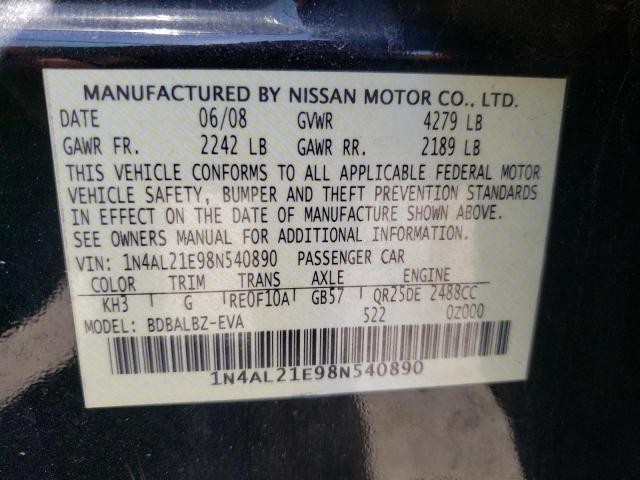 MANUFACTURED BY NISSAN MOTOR CO., LTD.
DATE 06/08 GVWR 4279 LB
GAWR FR. 2242 LB GAWR RR. 2189 LB
THIS VEHICLE CONFORMS TO ALL APPLICABLE FEDERAL MOTOR
VEHICLE SAFETY, BUMPER AND THEFT PREVENTION STANDARDS
IN EFFECT ON THE DATE OF MANUFACTURE SHOWN ABOVE.
SEE OWNERS MANUAL FOR ADDITIONAL INFORMATION.
VIN: 1N4AL21E98N540890 PASSENGER CAR
COLOR TRIM TRANS AXLE ENGINE
KH3 G RE0F10A GB57 QR25DE 2488CC
MODEL: BDBALBZ-EVA 522 0Z000
1N4AL21E98N540890